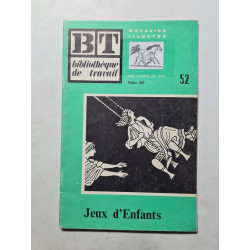 BT
bibliothèque
de travail
MAGAZINE
ILLUSTRÉ
52
Jeux d'Enfants